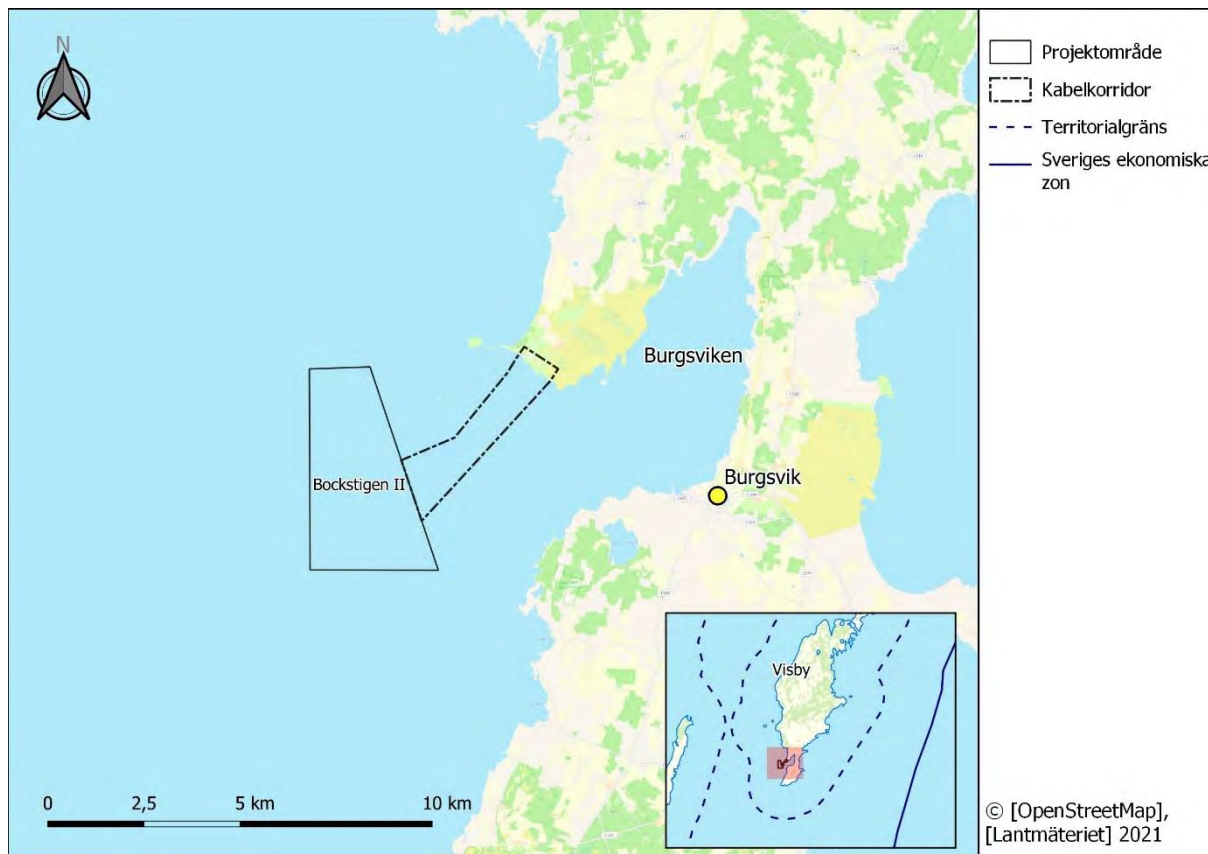 N
Projektområde
Kabelkorridor
Territorialgräns
Sveriges ekonomiska
zon
Burgsviken
Bockstigen II
Burgsvik
Visby
0 2,5 5 km 10 km
© [OpenStreetMap],
[Lantmäteriet] 2021